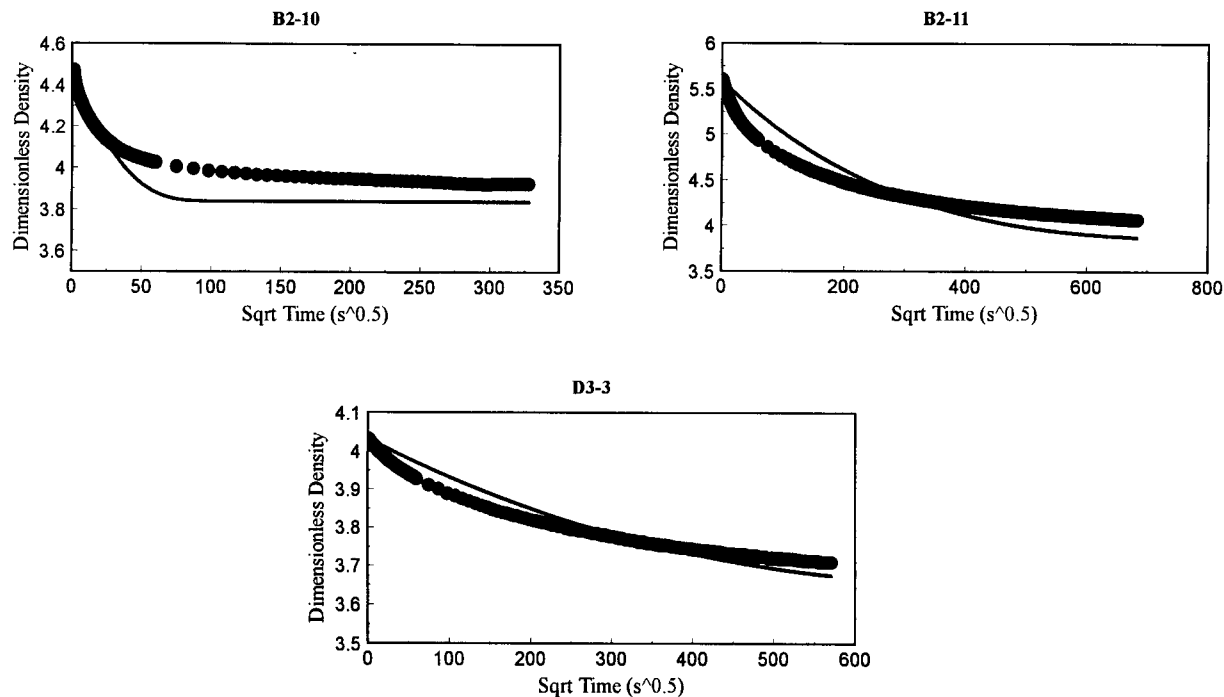 B2-10
4.6
4.4
4.2
4
3.8
3.6
Dimensionless Density
0 50 100 150 200 250 300 350
Sqrt Time (s^0.5)
B2-11
6
5.5
5
4.5
4
3.5
Dimensionless Density
0 200 400 600 800
Sqrt Time (s^0.5)
D3-3
4.1
4
3.9
3.8
3.7
3.6
3.5
Dimensionless Density
0 100 200 300 400 500 600
Sqrt Time (s^0.5)